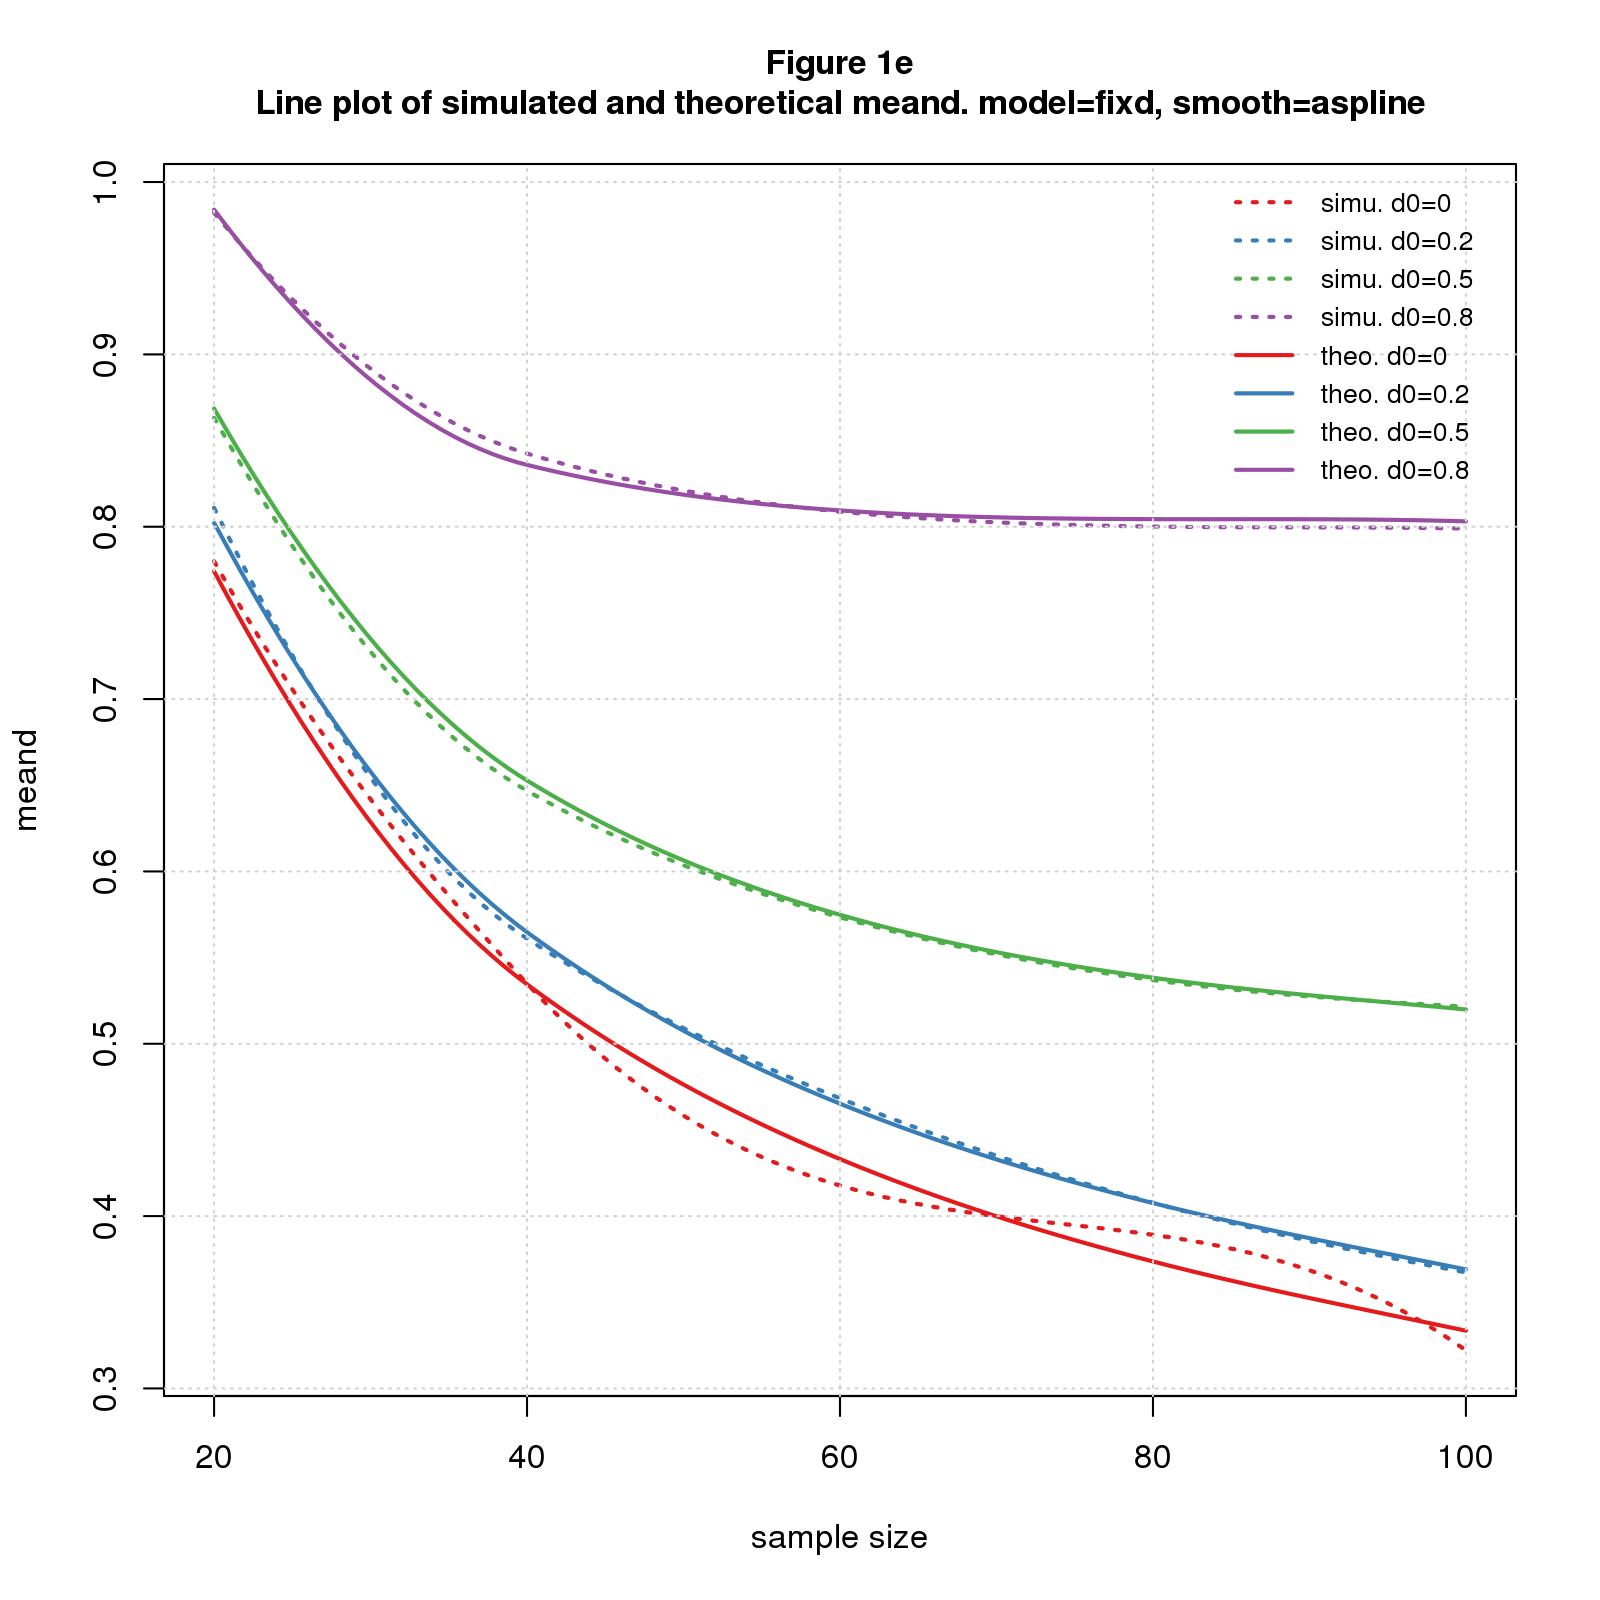 Figure 1e
Line plot of simulated and theoretical meand. model=fixd, smooth=aspline
1.0
0.9
0.8
0.7
0.6
0.5
0.4
0.3
meand
simu. d0=0
simu. d0=0.2
simu. d0=0.5
simu. d0=0.8
theo. d0=0
theo. d0=0.2
theo. d0=0.5
theo. d0=0.8
20 40 60 80 100
sample size